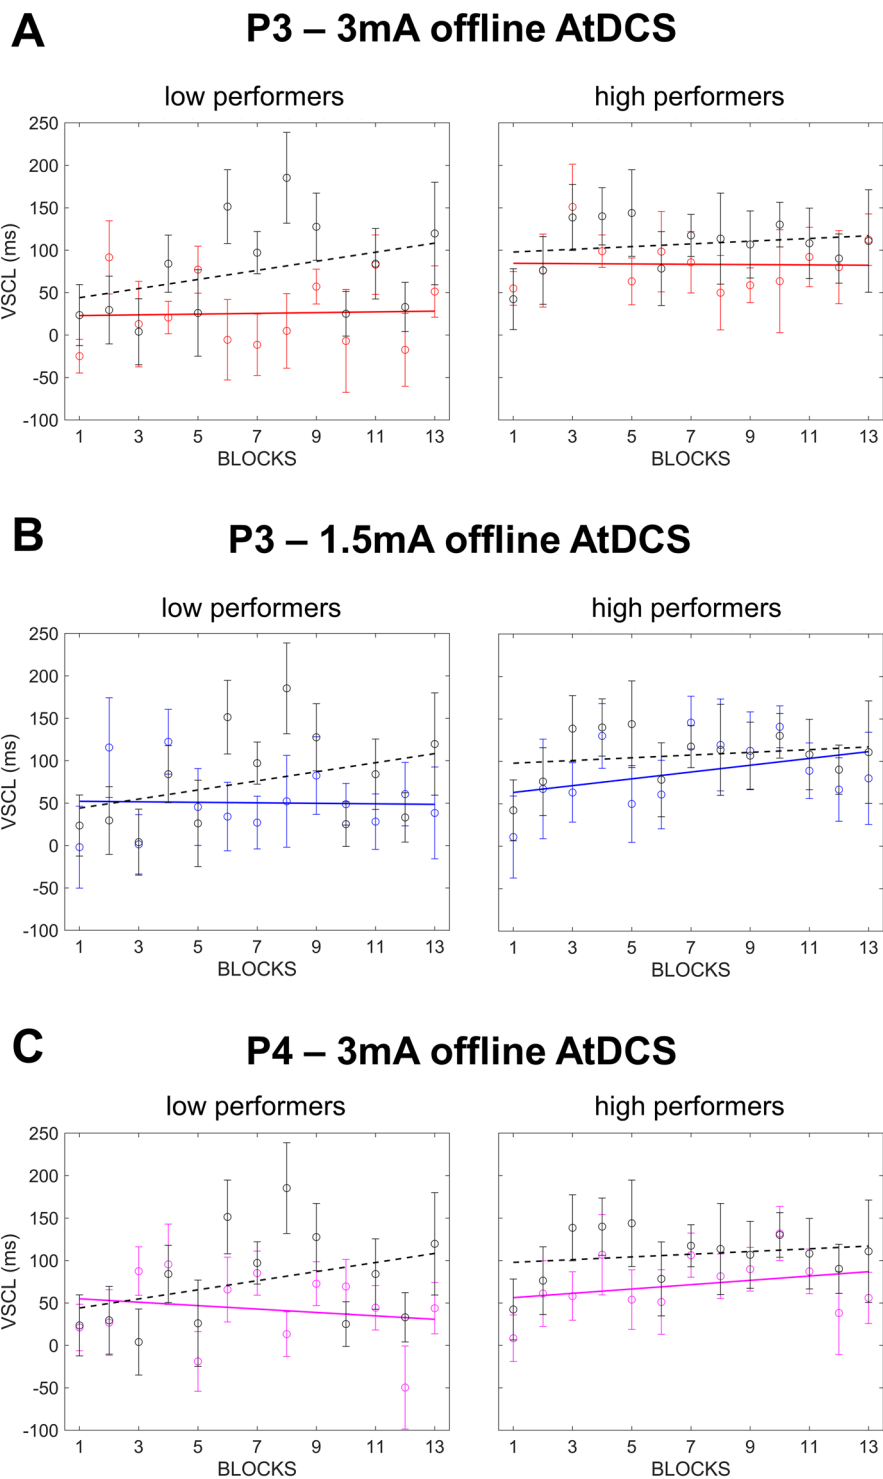 A
P3 – 3mA offline AtDCS
low performers
high performers
VSCL (ms)
250
200
150
100
50
0
-50
-100
1 3 5 7 9 11 13
1 3 5 7 9 11 13
BLOCKS
BLOCKS
B
P3 – 1.5mA offline AtDCS
low performers
high performers
VSCL (ms)
250
200
150
100
50
0
-50
-100
1 3 5 7 9 11 13
1 3 5 7 9 11 13
BLOCKS
BLOCKS
C
P4 – 3mA offline AtDCS
low performers
high performers
VSCL (ms)
250
200
150
100
50
0
-50
-100
1 3 5 7 9 11 13
1 3 5 7 9 11 13
BLOCKS
BLOCKS